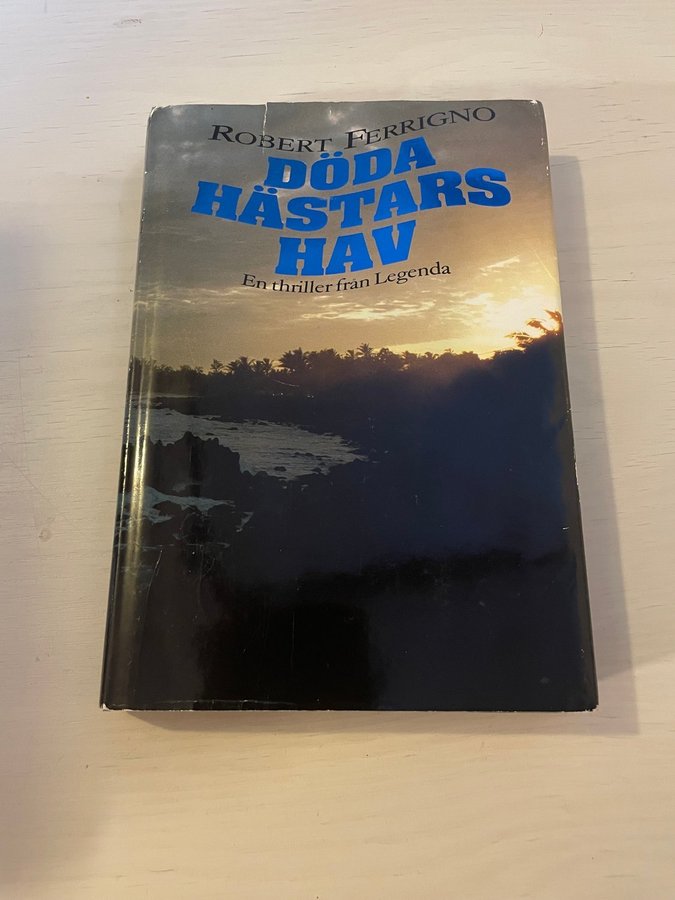 ROBERT FERRIGNO
DÖDA
HÄSTARS
HAV
En thriller från Legenda